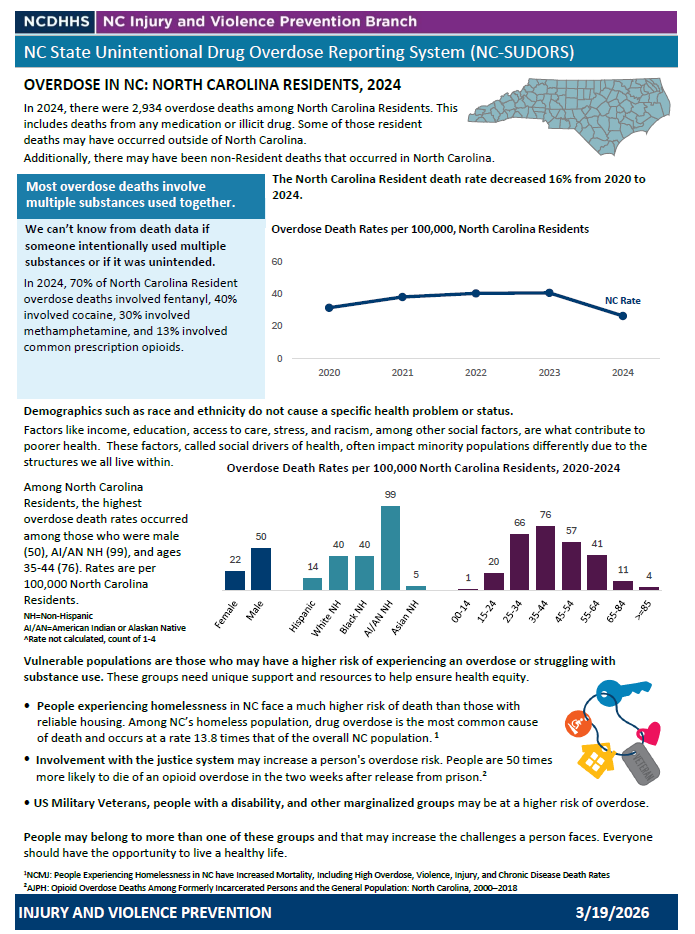 NCDHHS NC Injury and Violence Prevention Branch
NC State Unintentional Drug Overdose Reporting System (NC-SUDORS)
OVERDOSE IN NC: NORTH CAROLINA RESIDENTS, 2024
In 2024, there were 2,934 overdose deaths among North Carolina Residents. This
includes deaths from any medication or illicit drug. Some of those resident
deaths may have occurred outside of North Carolina.
Additionally, there may have been non-Resident deaths that occurred in North Carolina.
Most overdose deaths involve
multiple substances used together.
We can't know from death data if
someone intentionally used multiple
substances or if it was unintended.
In 2024, 70% of North Carolina Resident
overdose deaths involved fentanyl, 40%
involved cocaine, 30% involved
methamphetamine, and 13% involved
common prescription opioids.
The North Carolina Resident death rate decreased 16% from 2020 to
2024.
Overdose Death Rates per 100,000, North Carolina Residents
60
40
20
0
NC Rate
2020 2021 2022 2023 2024
Demographics such as race and ethnicity do not cause a specific health problem or status.
Factors like income, education, access to care, stress, and racism, among other social factors, are what contribute to
poorer health. These factors, called social drivers of health, often impact minority populations differently due to the
structures we all live within.
Overdose Death Rates per 100,000 North Carolina Residents, 2020-2024
Among North Carolina
Residents, the highest
overdose death rates occurred
among those who were male
(50), AI/AN NH (99), and ages
35-44 (76). Rates are per
100,000 North Carolina
Residents.
NH=Non-Hispanic
AI/AN=American Indian or Alaskan Native
^Rate not calculated, count of 1-4
22 50 14 40 40 99 5 1 20 66 76 57 41 11 4
Female Male Hispanic White NH Black NH AI/AN NH Asian NH 00-14 15-24 25-34 35-44 45-54 55-64 65-84 >=85
Vulnerable populations are those who may have a higher risk of experiencing an overdose or struggling with
substance use. These groups need unique support and resources to help ensure health equity.
• People experiencing homelessness in NC face a much higher risk of death than those with
reliable housing. Among NC's homeless population, drug overdose is the most common cause
of death and occurs at a rate 13.8 times that of the overall NC population. ¹
• Involvement with the justice system may increase a person's overdose risk. People are 50 times
more likely to die of an opioid overdose in the two weeks after release from prison.²
• US Military Veterans, people with a disability, and other marginalized groups may be at a higher risk of overdose.
VETERAN
People may belong to more than one of these groups and that may increase the challenges a person faces. Everyone
should have the opportunity to live a healthy life.
¹NCMJ: People Experiencing Homelessness in NC have Increased Mortality, Including High Overdose, Violence, Injury, and Chronic Disease Death Rates
²AJPH: Opioid Overdose Deaths Among Formerly Incarcerated Persons and the General Population: North Carolina, 2000–2018
INJURY AND VIOLENCE PREVENTION 3/19/2026